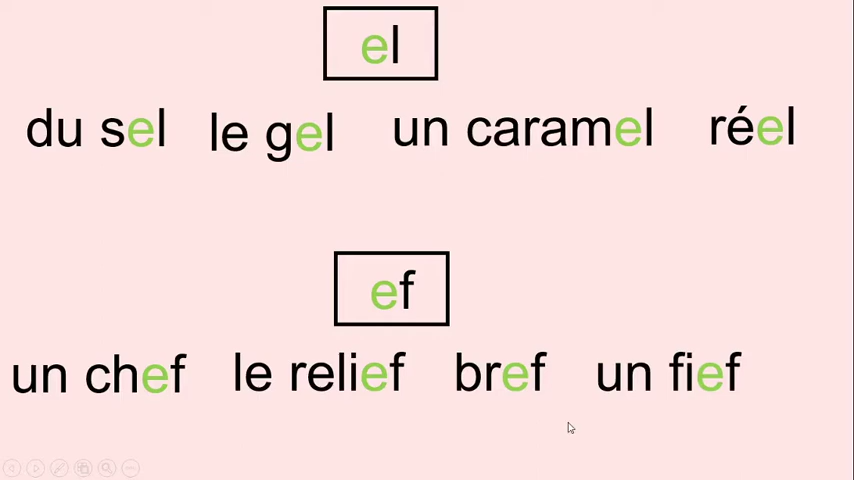 el
du sel le gel un caramel réel
ef
un chef le relief bref un fief